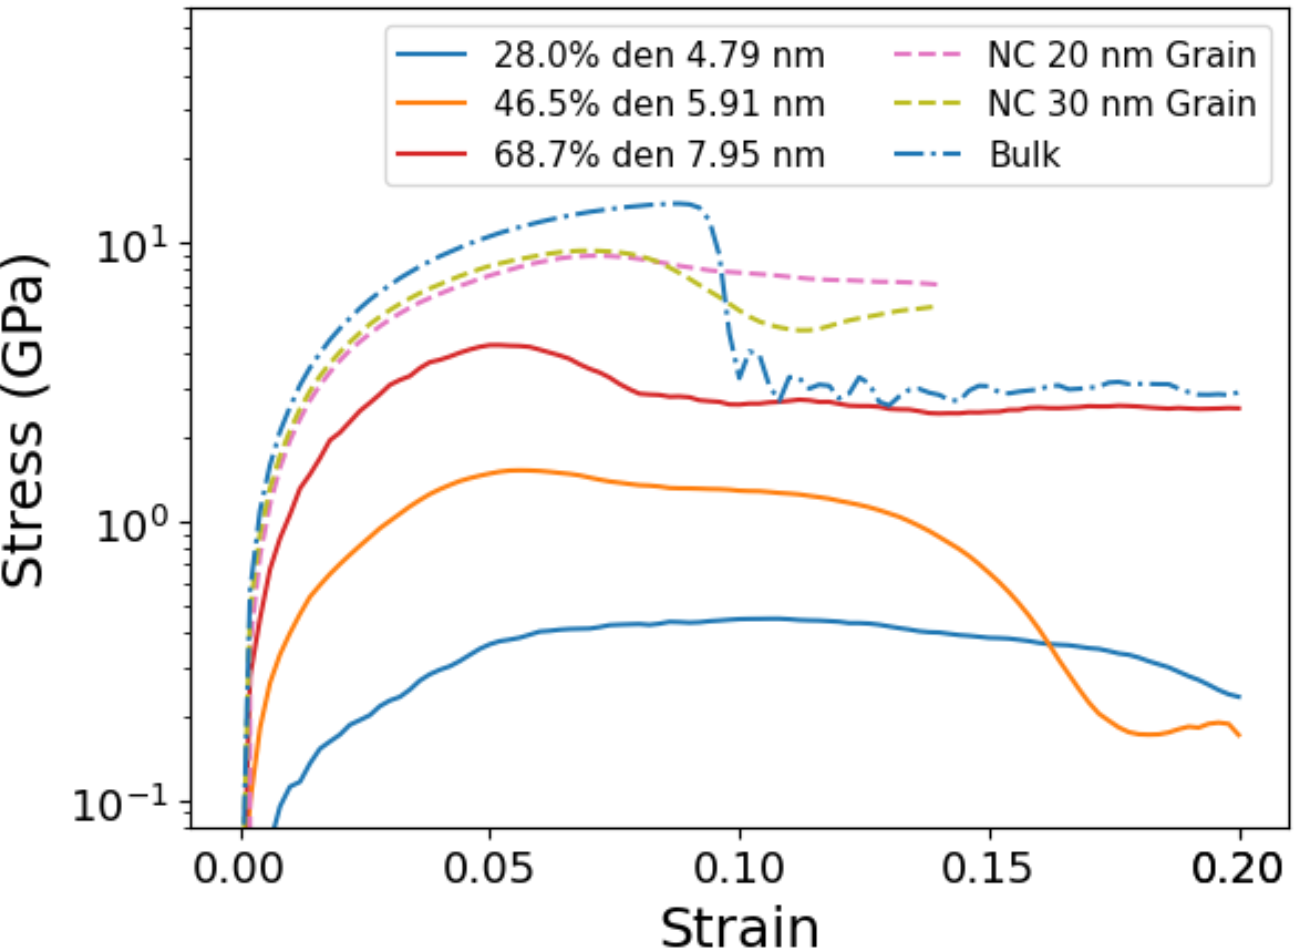 28.0% den 4.79 nm
46.5% den 5.91 nm
68.7% den 7.95 nm
NC 20 nm Grain
NC 30 nm Grain
Bulk
Stress (GPa)
10¹
10⁰
10⁻¹
0.00 0.05 0.10 0.15 0.20
Strain